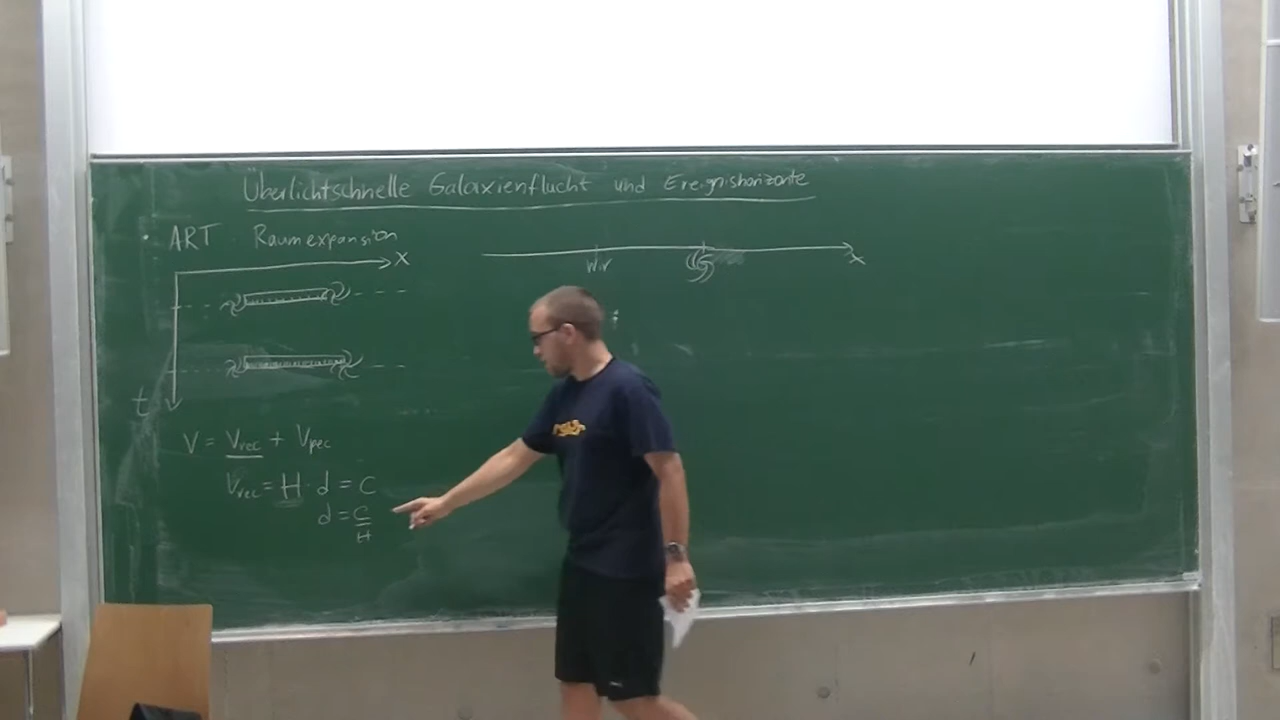 Überlichtschnelle Galaxienflucht und Ereignishorizonte
ART Raumexpansion
x
t
V = Vrec + Vpec
Vrec = H · d = C
d = C/H
Wir
x